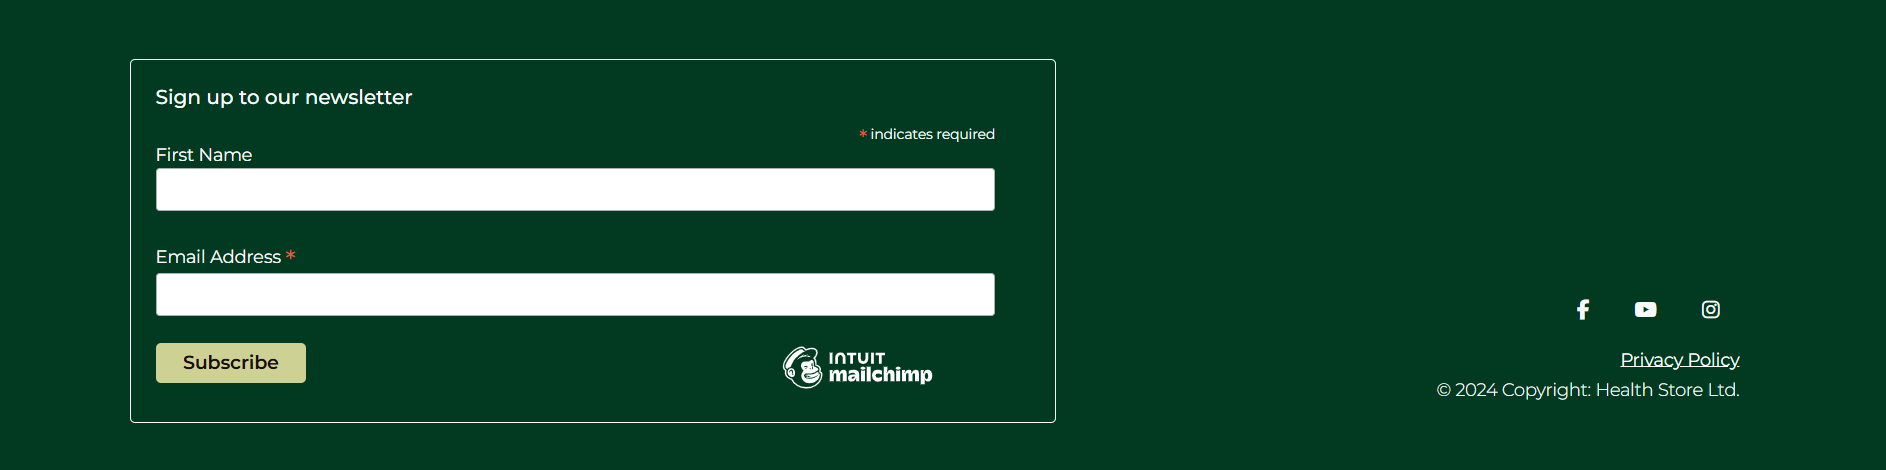 Sign up to our newsletter
* indicates required
First Name
Email Address *
Subscribe
INTUIT
mailchimp
Privacy Policy
© 2024 Copyright: Health Store Ltd.